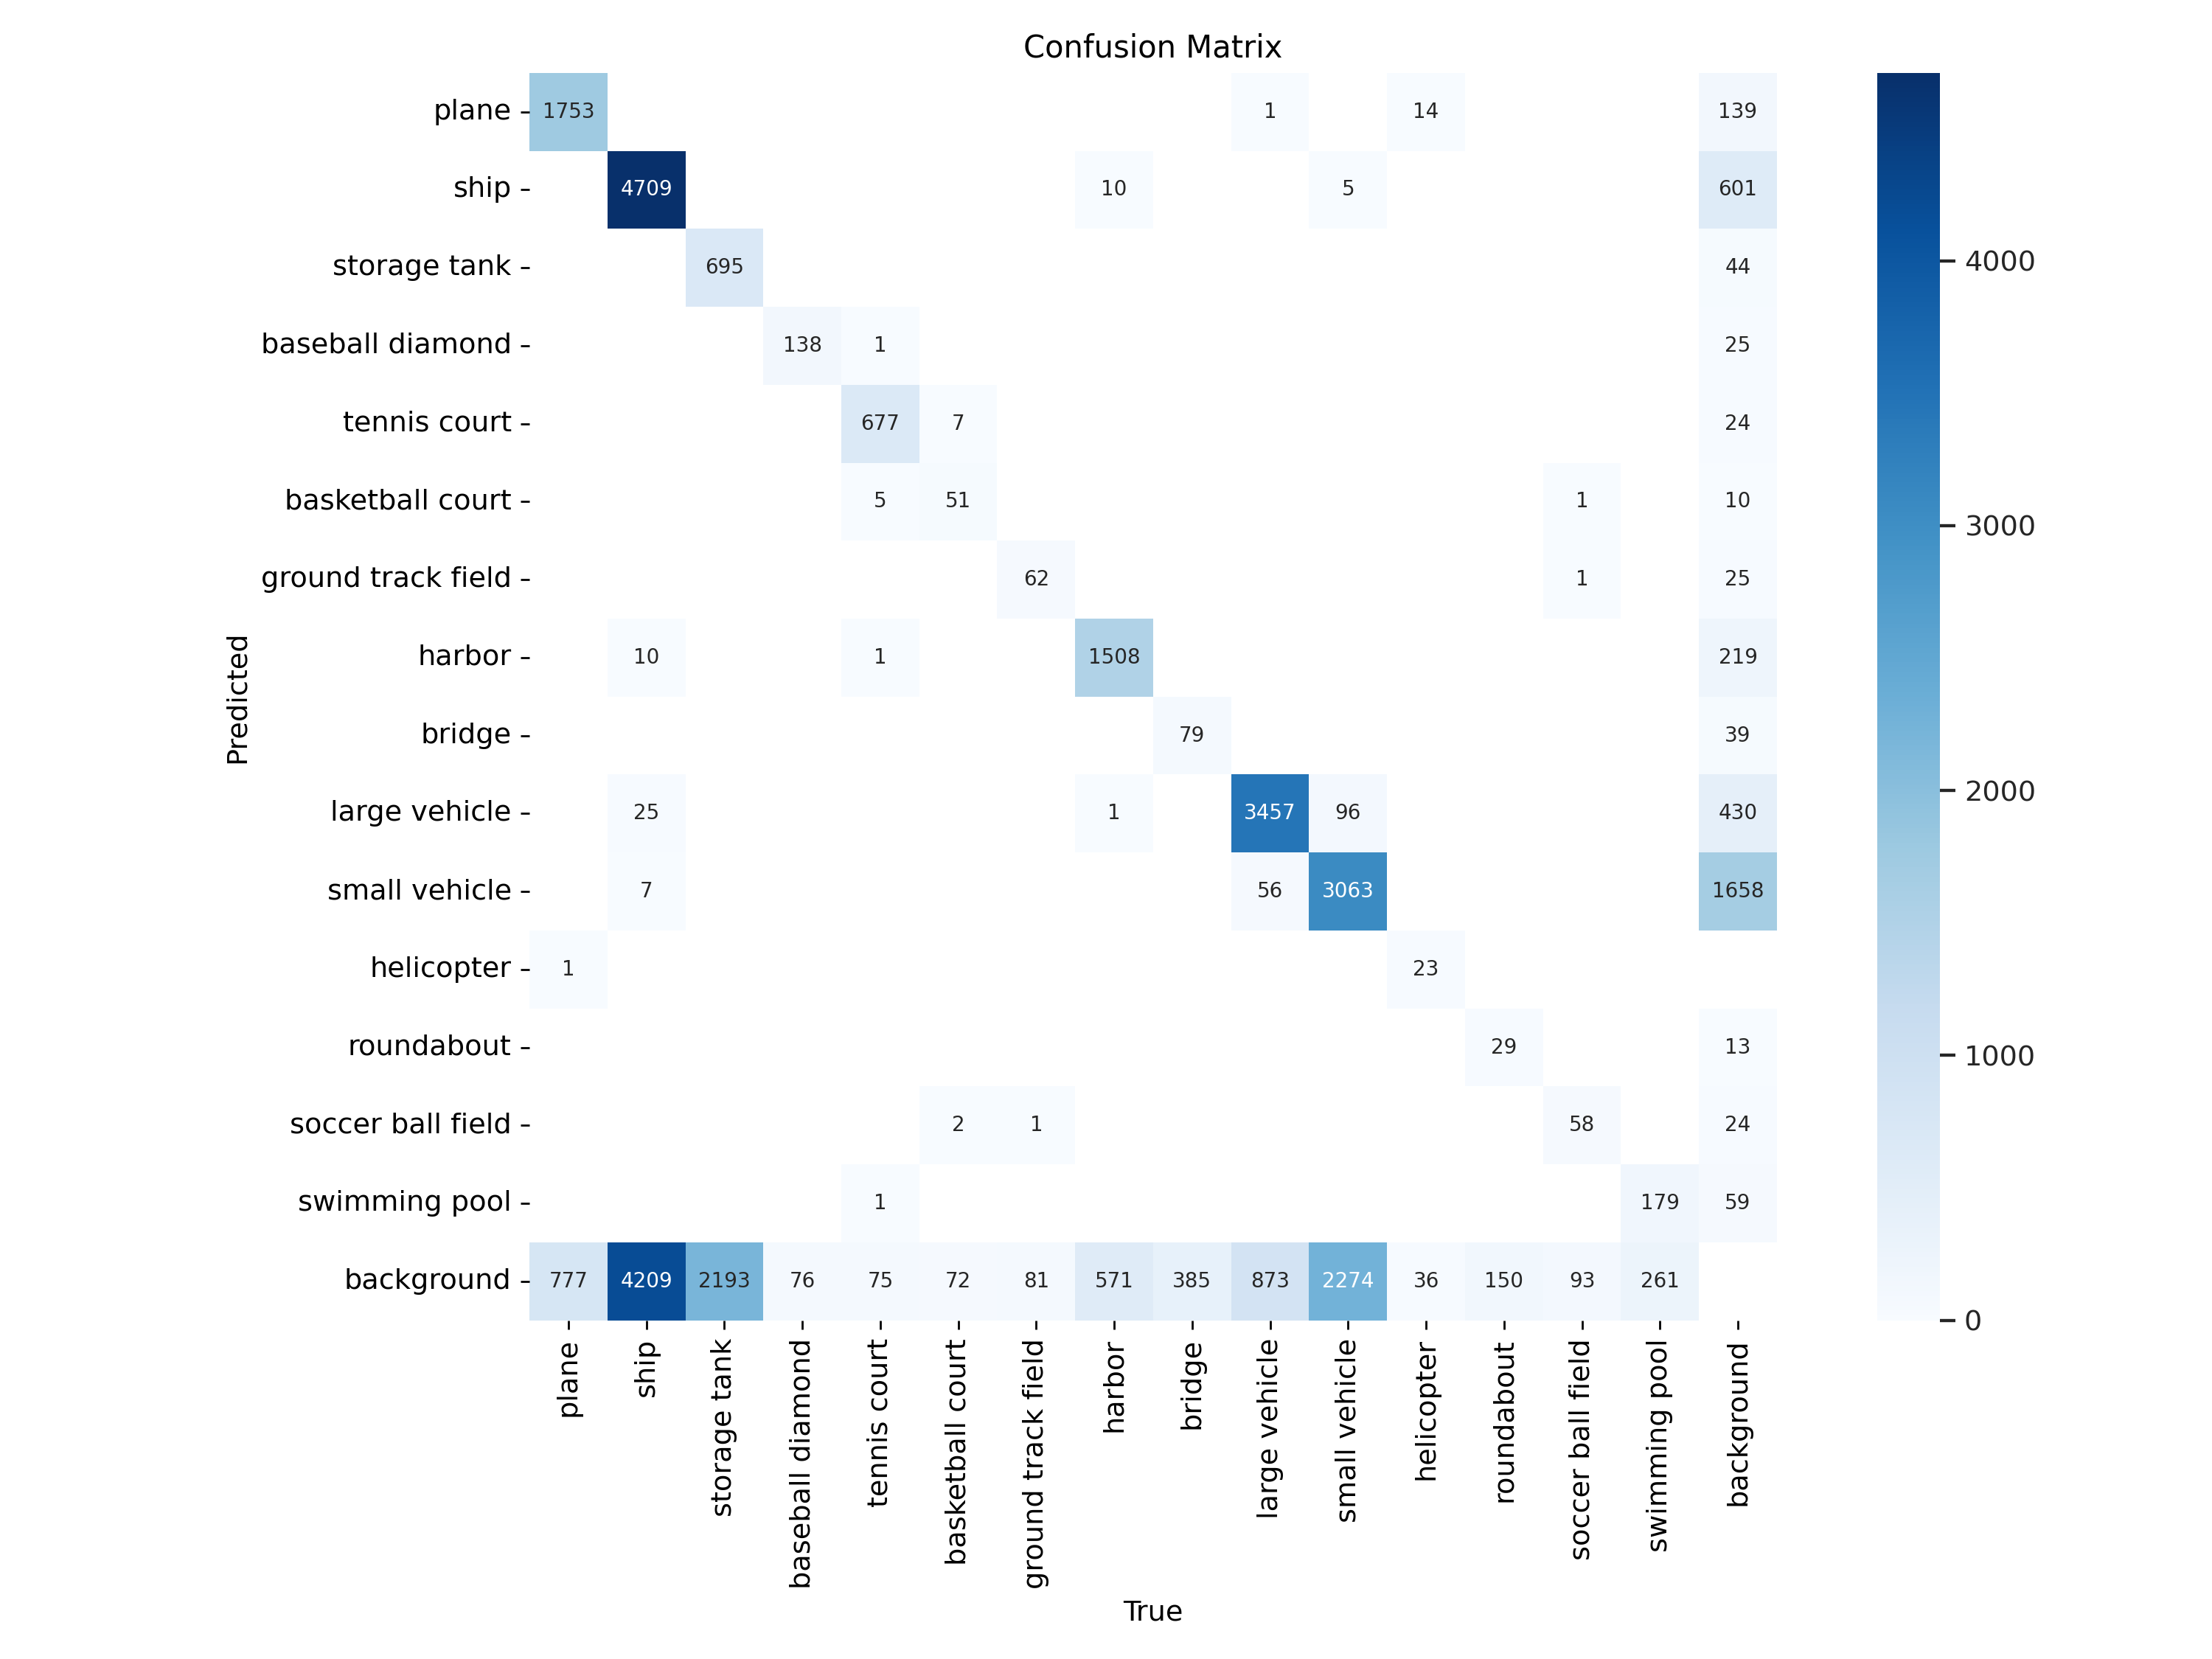 Confusion Matrix
plane 1753 1 14 139
ship 4709 10 5 601
storage tank 695 44
baseball diamond 138 1 25
tennis court 677 7 24
basketball court 5 51 1 10
ground track field 62 1 25
harbor 10 1 1508 219
bridge 79 39
large vehicle 25 1 3457 96 430
small vehicle 7 56 3063 1658
helicopter 1 23
roundabout 29 13
soccer ball field 2 1 58 24
swimming pool 1 179 59
background 777 4209 2193 76 75 72 81 571 385 873 2274 36 150 93 261
Predicted
plane
ship
storage tank
baseball diamond
tennis court
basketball court
ground track field
harbor
bridge
large vehicle
small vehicle
helicopter
roundabout
soccer ball field
swimming pool
background
True
4000
3000
2000
1000
0